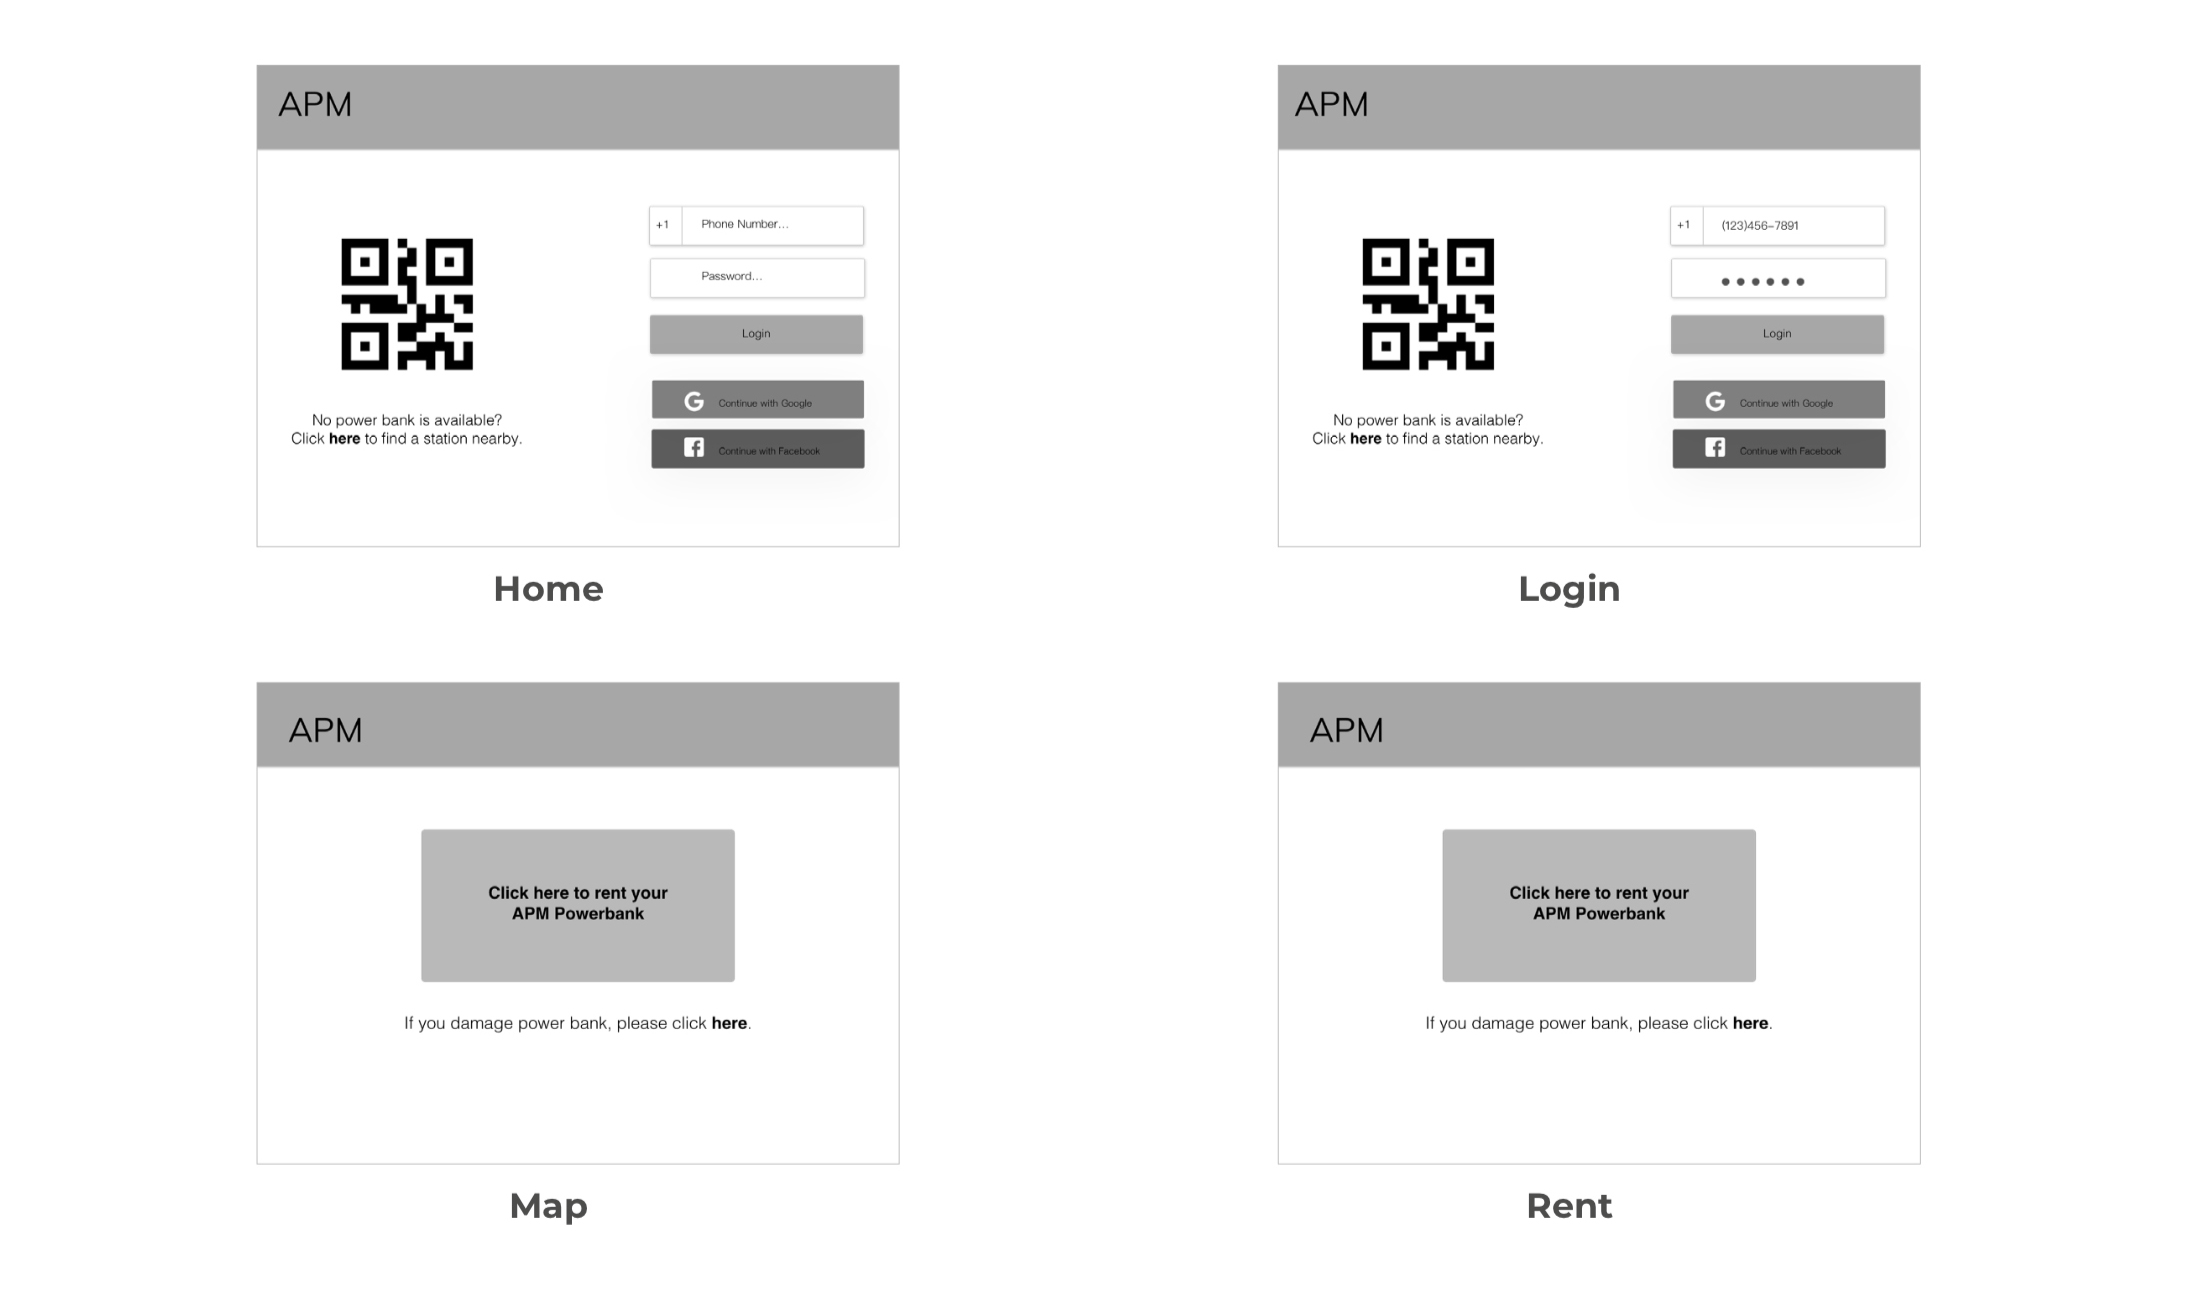 APM
+1
Phone Number...
Password...
Login
Continue with Google
Continue with Facebook
No power bank is available?
Click here to find a station nearby.
Home
APM
+1
(123)456-7891
••••••
Login
Continue with Google
Continue with Facebook
No power bank is available?
Click here to find a station nearby.
Login
APM
Click here to rent your
APM Powerbank
If you damage power bank, please click here.
Map
APM
Click here to rent your
APM Powerbank
If you damage power bank, please click here.
Rent